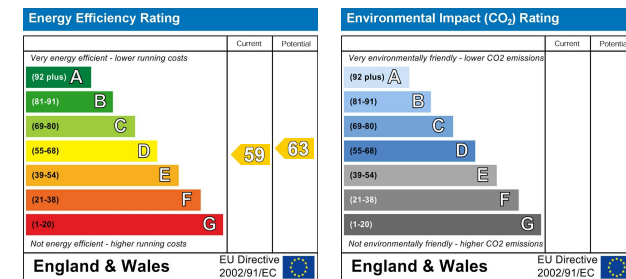 Energy Efficiency Rating
Current Potential
Very energy efficient - lower running costs
(92 plus) A
(81-91) B
(69-80) C
(55-68) D
(39-54) E
(21-38) F
(1-20) G
59
63
Not energy efficient - higher running costs
England & Wales
EU Directive
2002/91/EC
Environmental Impact (CO₂) Rating
Current Potential
Very environmentally friendly - lower CO2 emissions
(92 plus) A
(81-91) B
(69-80) C
(55-68) D
(39-54) E
(21-38) F
(1-20) G
Not environmentally friendly - higher CO2 emissions
England & Wales
EU Directive
2002/91/EC